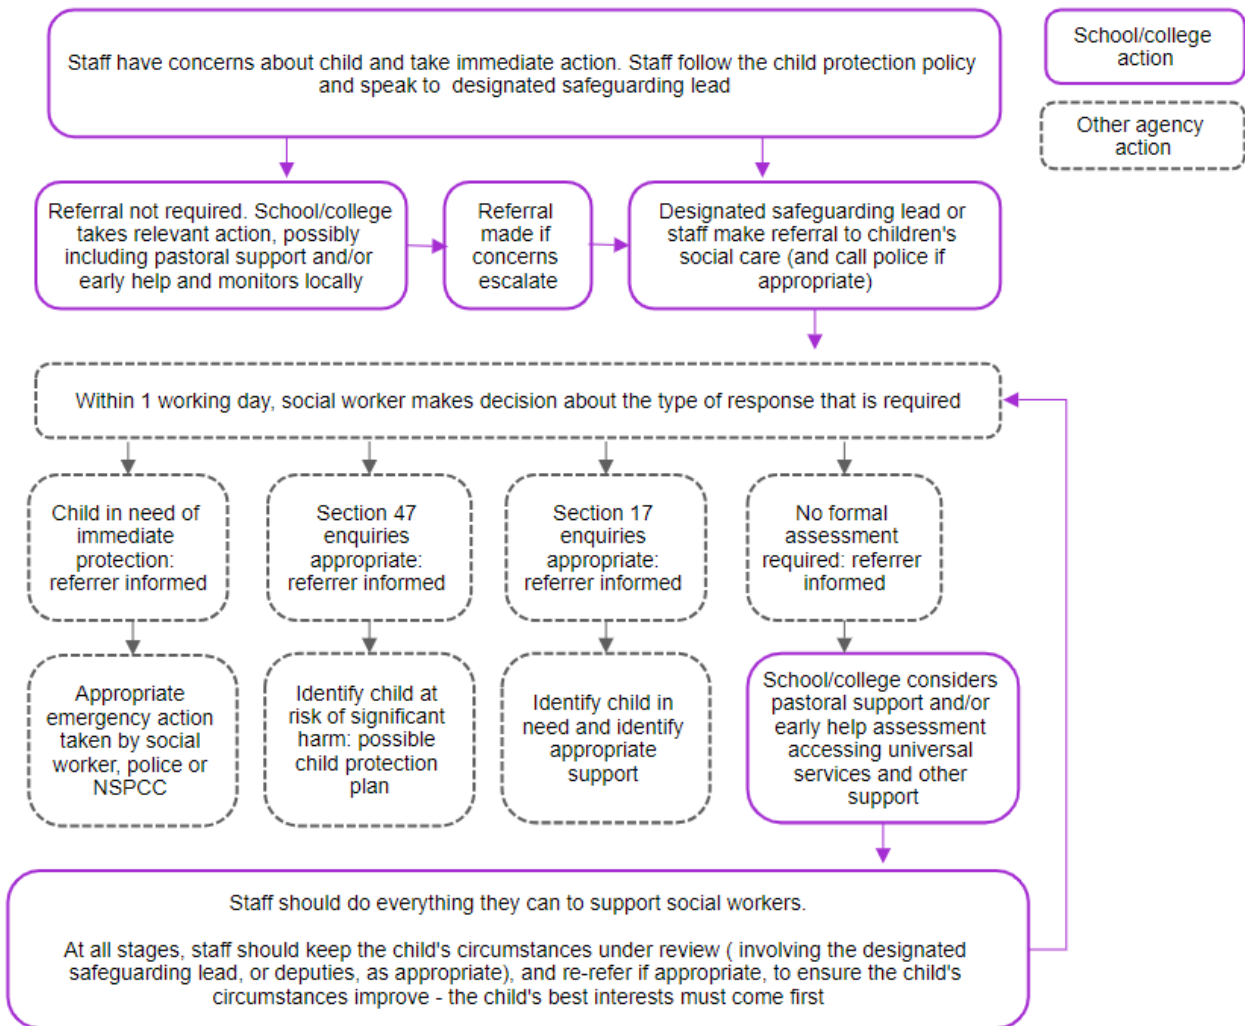 Staff have concerns about child and take immediate action. Staff follow the child protection policy
and speak to  designated safeguarding lead
School/college
action
Other agency
action
Referral not required. School/college
takes relevant action, possibly
including pastoral support and/or
early help and monitors locally
Referral
made if
concerns
escalate
Designated safeguarding lead or
staff make referral to children's
social care (and call police if
appropriate)
Within 1 working day, social worker makes decision about the type of response that is required
Child in need of
immediate
protection:
referrer informed
Section 47
enquiries
appropriate:
referrer informed
Section 17
enquiries
appropriate:
referrer informed
No formal
assessment
required: referrer
informed
Appropriate
emergency action
taken by social
worker, police or
NSPCC
Identify child at
risk of significant
harm: possible
child protection
plan
Identify child in
need and identify
appropriate
support
School/college considers
pastoral support and/or
early help assessment
accessing universal
services and other
support
Staff should do everything they can to support social workers.
At all stages, staff should keep the child's circumstances under review ( involving the designated
safeguarding lead, or deputies, as appropriate), and re-refer if appropriate, to ensure the child's
circumstances improve - the child's best interests must come first